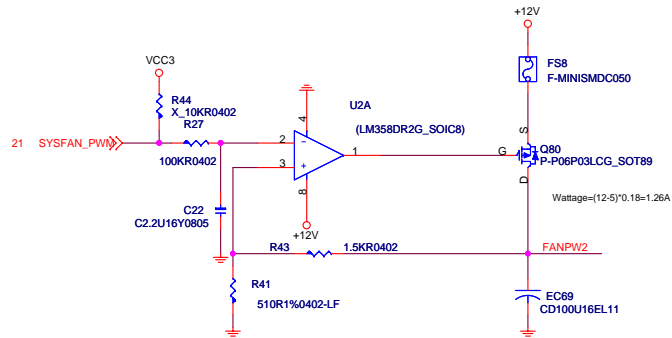 +12V
FS8
F-MINISMDC050
VCC3
R44
X_10KR0402
R27
U2A
(LM358DR2G_SOIC8)
4
S
21 SYSFAN_PWM
2
-
1
G
Q80
P-P06P03LCG_SOT89
100KR0402
3
+
D
8
Wattage=(12-5)*0.18=1.26A
C22
C2.2U16Y0805
+12V
R43
1.5KR0402
FANPW2
R41
510R1%0402-LF
EC69
CD100U16EL11